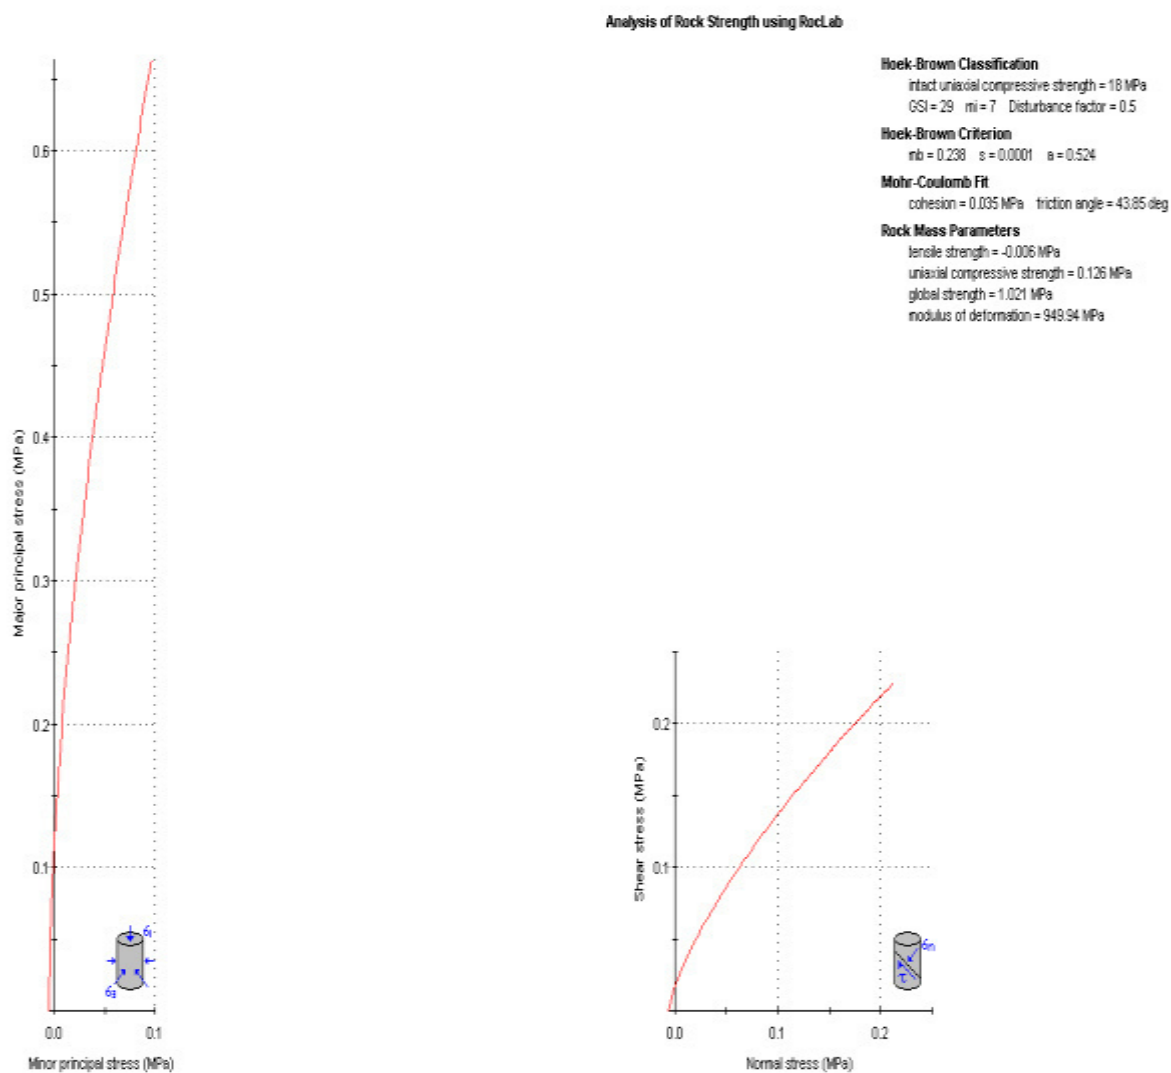 Analysis of Rock Strength using RocLab
Hoek-Brown Classification
intact uniaxial compressive strength = 18 MPa
GSI = 29 mi = 7 Disturbance factor = 0.5
Hoek-Brown Criterion
mb = 0.238 s = 0.0001 a = 0.524
Mohr-Coulomb Fit
cohesion = 0.035 MPa friction angle = 43.85 deg
Rock Mass Parameters
tensile strength = -0.006 MPa
uniaxial compressive strength = 0.126 MPa
global strength = 1.021 MPa
modulus of deformation = 949.94 MPa
Major principal stress (MPa)
0.6
0.5
0.4
0.3
0.2
0.1
σ1
σ3
0.0 0.1
Minor principal stress (MPa)
Shear stress (MPa)
0.2
0.1
σn
τ
0.0 0.1 0.2
Normal stress (MPa)